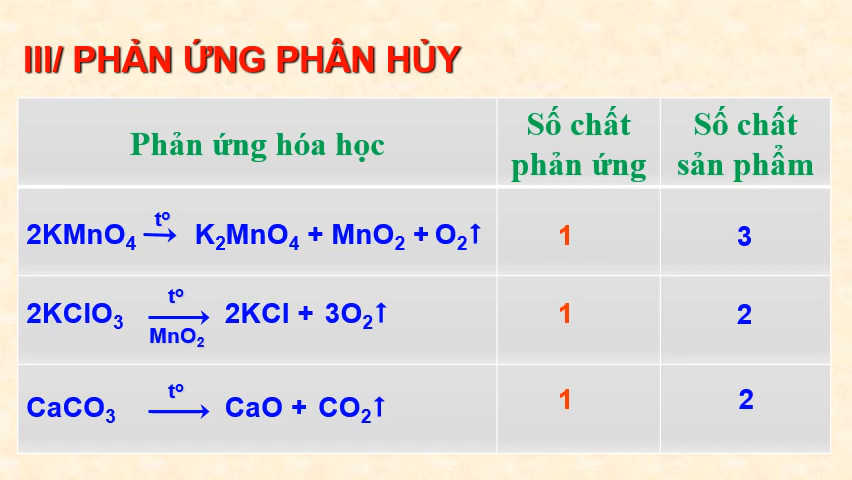 III/ PHẢN ỨNG PHÂN HỦY
Phản ứng hóa học
Số chất phản ứng
Số chất sản phẩm
2KMnO₄ →(tᵒ) K₂MnO₄ + MnO₂ + O₂↑
1
3
2KClO₃ →(tᵒ, MnO₂) 2KCl + 3O₂↑
1
2
CaCO₃ →(tᵒ) CaO + CO₂↑
1
2